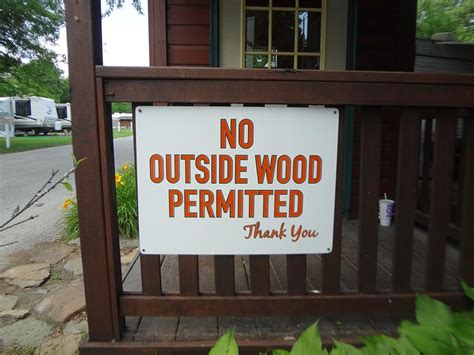 NO
OUTSIDE WOOD
PERMITTED
Thank You